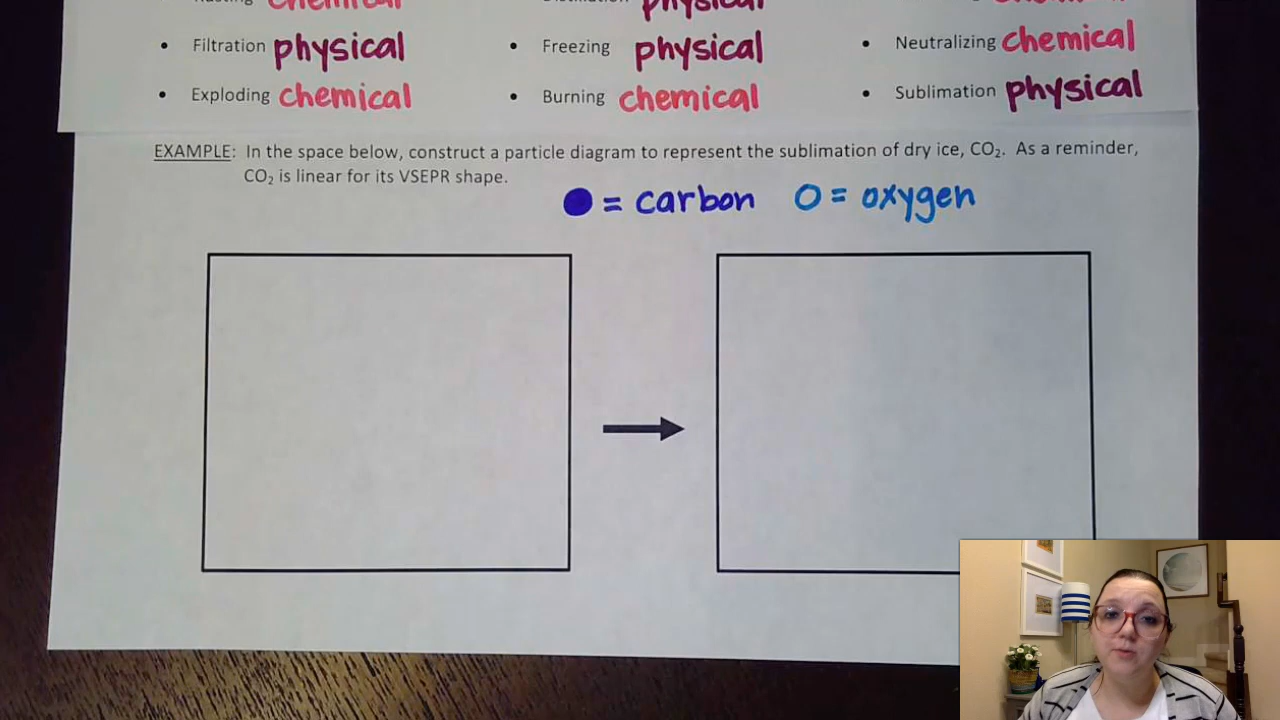 chemical physical
• Filtration physical • Freezing physical • Neutralizing chemical
• Exploding chemical • Burning chemical • Sublimation physical
EXAMPLE: In the space below, construct a particle diagram to represent the sublimation of dry ice, CO₂. As a reminder,
CO₂ is linear for its VSEPR shape.
= carbon O = oxygen